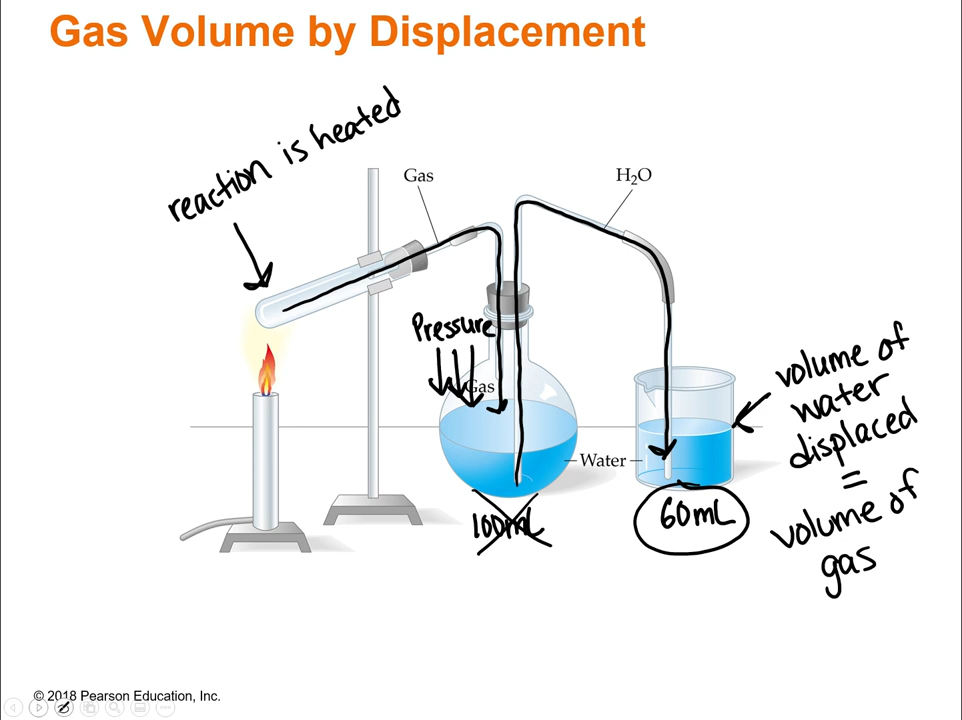 Gas Volume by Displacement
reaction is heated
Gas
H₂O
Pressure
Gas
Water
100mL
60mL
volume of
water
displaced
=
volume of
gas
© 2018 Pearson Education, Inc.